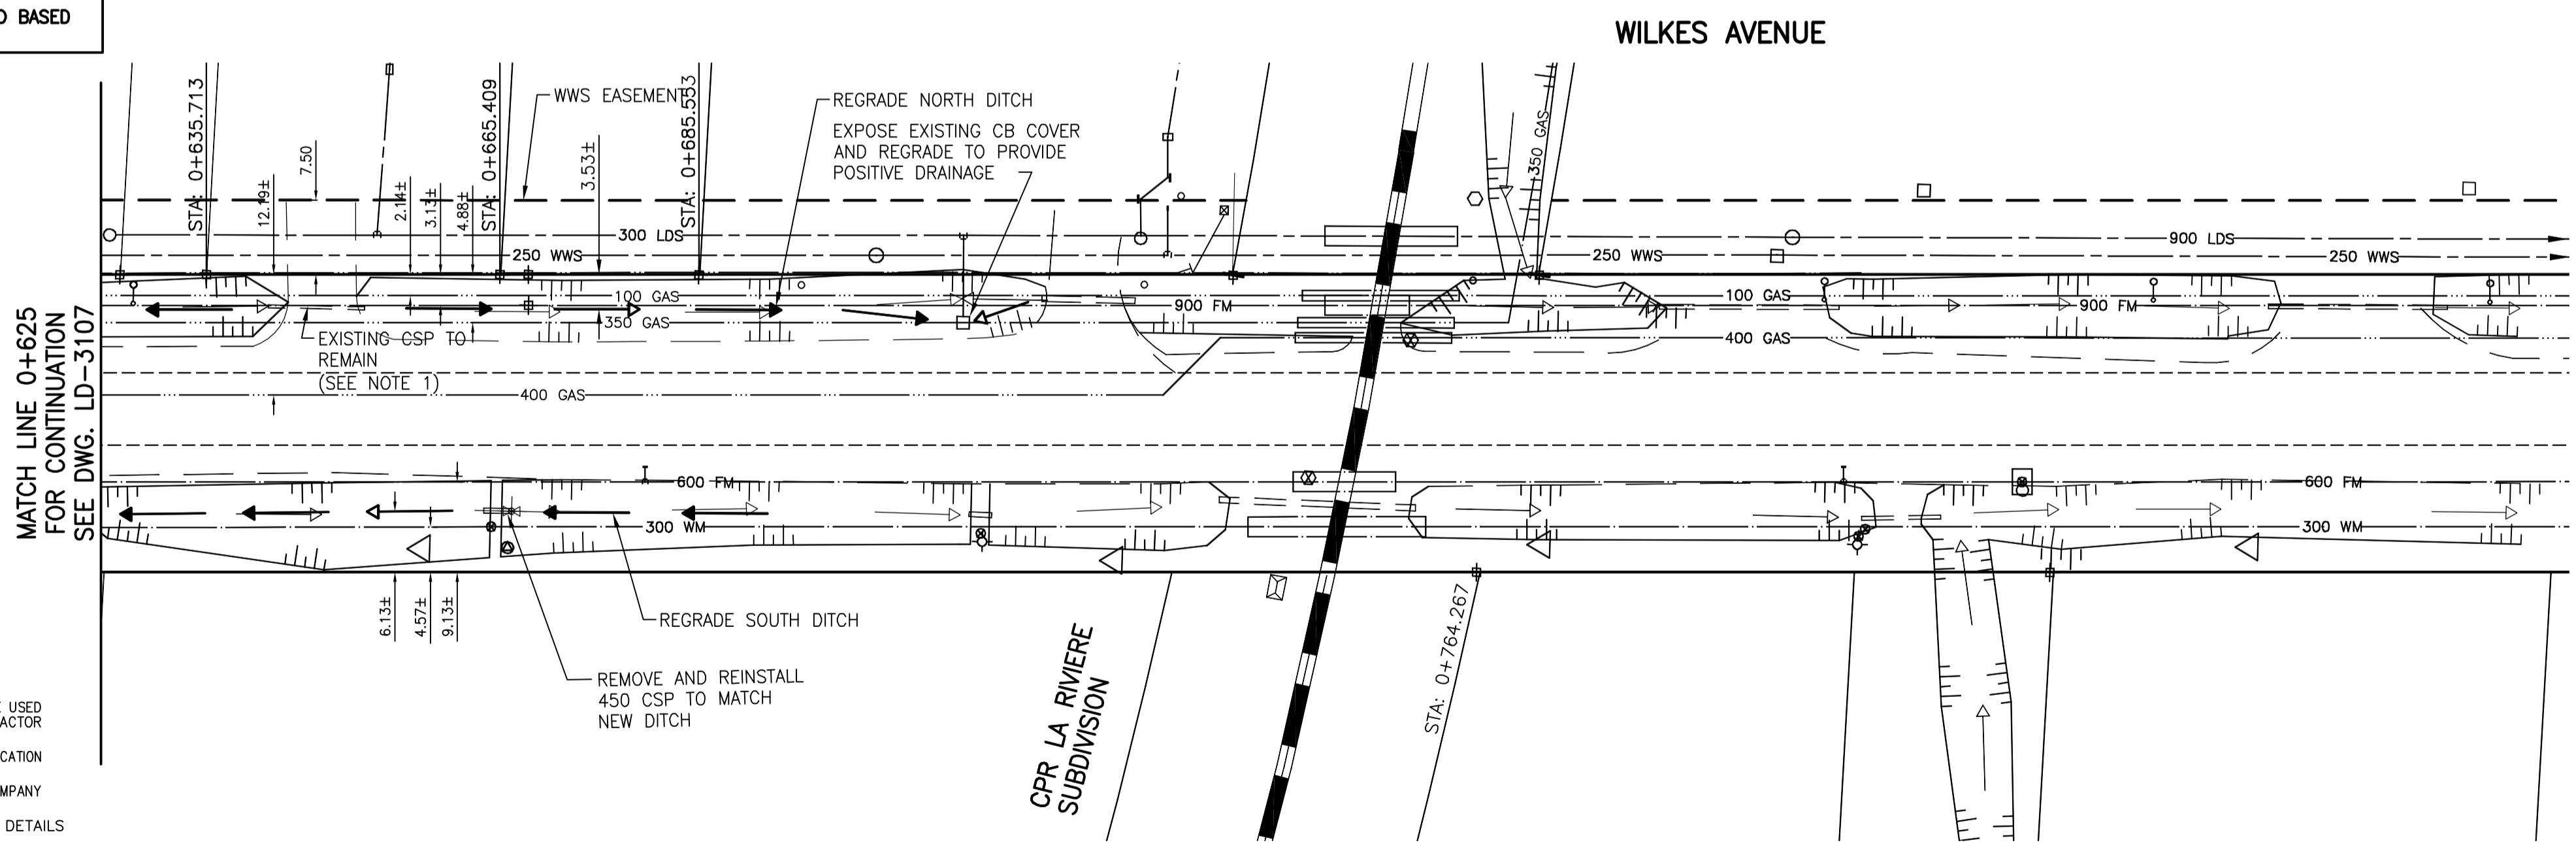 D BASED
WILKES AVENUE
STA: 0+635.713
STA: 0+665.409
STA: 0+685.553
WWS EASEMENT
REGRADE NORTH DITCH
EXPOSE EXISTING CB COVER
AND REGRADE TO PROVIDE
POSITIVE DRAINAGE
350 GAS
7.50
12.19±
2.14±
3.13±
4.88±
3.53±
300 LDS
900 LDS
250 WWS
250 WWS
250 WWS
100 GAS
900 FM
100 GAS
900 FM
350 GAS
400 GAS
EXISTING CSP TO
REMAIN
(SEE NOTE 1)
400 GAS
MATCH LINE 0+625
FOR CONTINUATION
SEE DWG. LD-3107
600 FM
600 FM
300 WM
300 WM
6.13±
4.57±
9.13±
REGRADE SOUTH DITCH
REMOVE AND REINSTALL
450 CSP TO MATCH
NEW DITCH
CPR LA RIVIERE
SUBDIVISION
STA: 0+764.267
E USED
ACTOR
CATION
MPANY
DETAILS